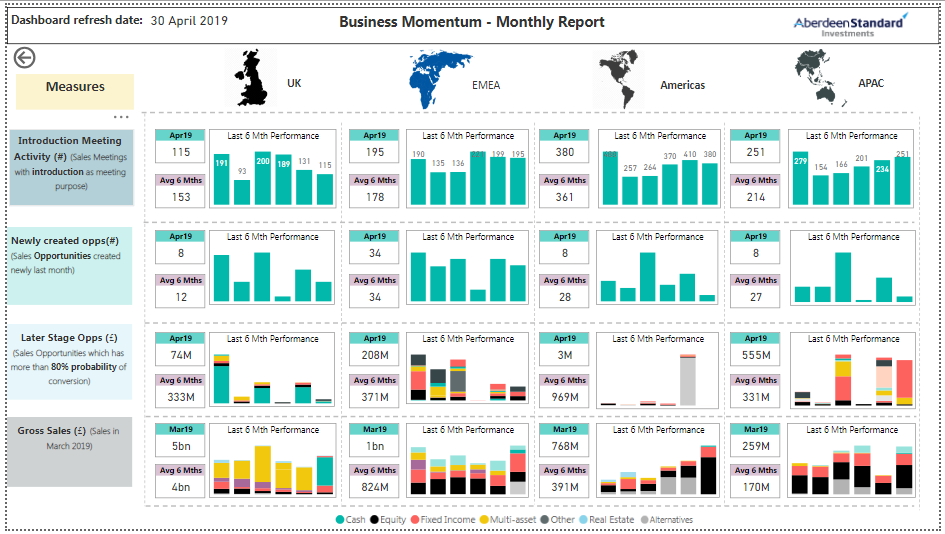 Dashboard refresh date: 30 April 2019
Business Momentum - Monthly Report
AberdeenStandard
Investments
Measures
UK
EMEA
Americas
APAC
...
Introduction Meeting
Activity (#) (Sales Meetings
with introduction as meeting
purpose)
Apr19
115
Avg 6 Mths
153
Last 6 Mth Performance
191 93 200 189 131 115
Apr19
195
Avg 6 Mths
178
Last 6 Mth Performance
190 135 136 199 195
Apr19
380
Avg 6 Mths
361
Last 6 Mth Performance
257 264 370 410 380
Apr19
251
Avg 6 Mths
214
Last 6 Mth Performance
279 154 166 201 234 251
Newly created opps(#)
(Sales Opportunities created
newly last month)
Apr19
8
Avg 6 Mths
12
Last 6 Mth Performance
Apr19
34
Avg 6 Mths
34
Last 6 Mth Performance
Apr19
8
Avg 6 Mths
28
Last 6 Mth Performance
Apr19
8
Avg 6 Mths
27
Last 6 Mth Performance
Later Stage Opps (£)
(Sales Opportunities which has
more than 80% probability of
conversion)
Apr19
74M
Avg 6 Mths
333M
Last 6 Mth Performance
Apr19
208M
Avg 6 Mths
371M
Last 6 Mth Performance
Apr19
3M
Avg 6 Mths
969M
Last 6 Mth Performance
Apr19
555M
Avg 6 Mths
331M
Last 6 Mth Performance
Gross Sales (£) (Sales in
March 2019)
Mar19
5bn
Avg 6 Mths
4bn
Last 6 Mth Performance
Mar19
1bn
Avg 6 Mths
824M
Last 6 Mth Performance
Mar19
768M
Avg 6 Mths
391M
Last 6 Mth Performance
Mar19
259M
Avg 6 Mths
170M
Last 6 Mth Performance
Cash Equity Fixed Income Multi-asset Other Real Estate Alternatives